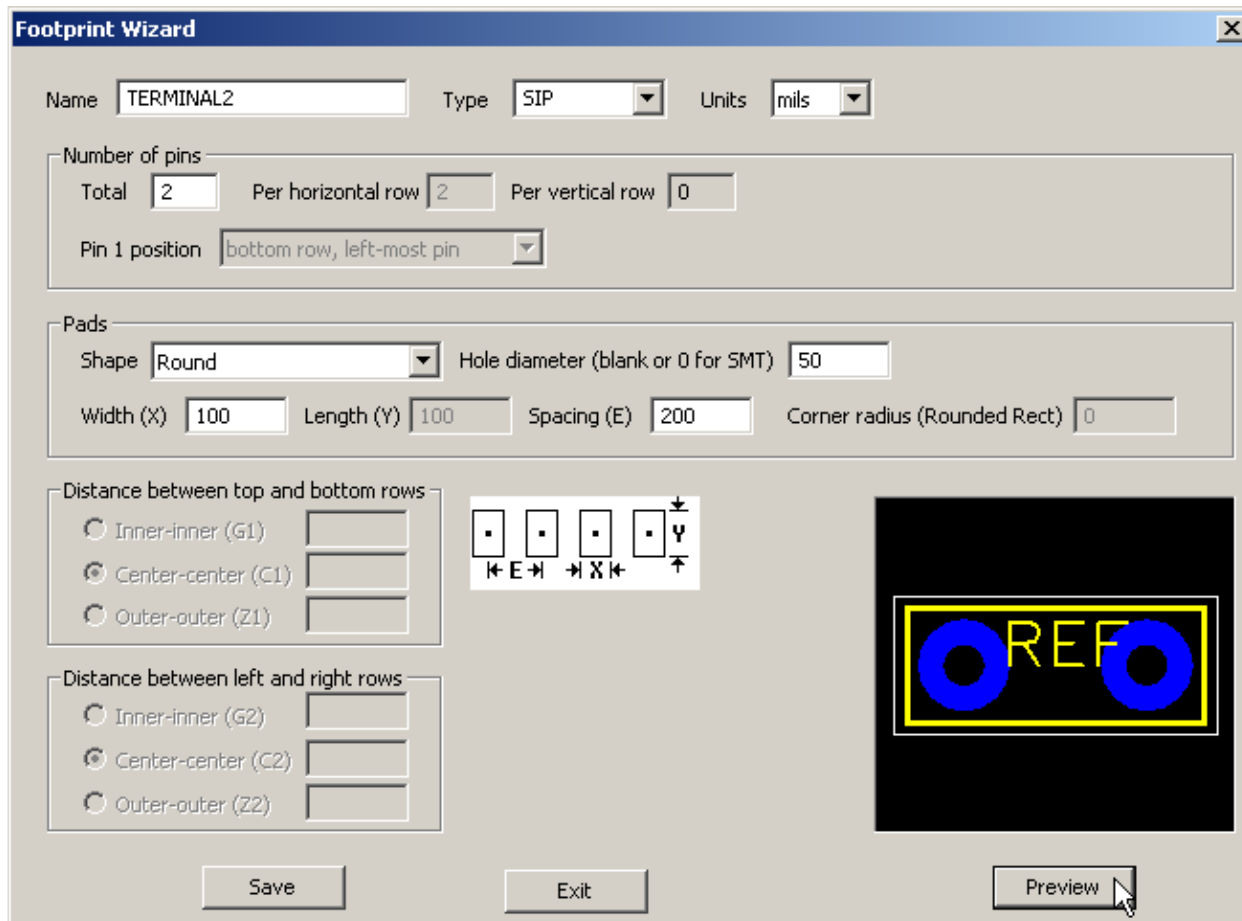 Footprint Wizard
Name TERMINAL2 Type SIP Units mils
Number of pins
Total 2 Per horizontal row 2 Per vertical row 0
Pin 1 position bottom row, left-most pin
Pads
Shape Round Hole diameter (blank or 0 for SMT) 50
Width (X) 100 Length (Y) 100 Spacing (E) 200 Corner radius (Rounded Rect) 0
Distance between top and bottom rows
Inner-inner (G1)
Center-center (C1)
Outer-outer (Z1)
Y
E X
REF
Distance between left and right rows
Inner-inner (G2)
Center-center (C2)
Outer-outer (Z2)
Save Exit Preview